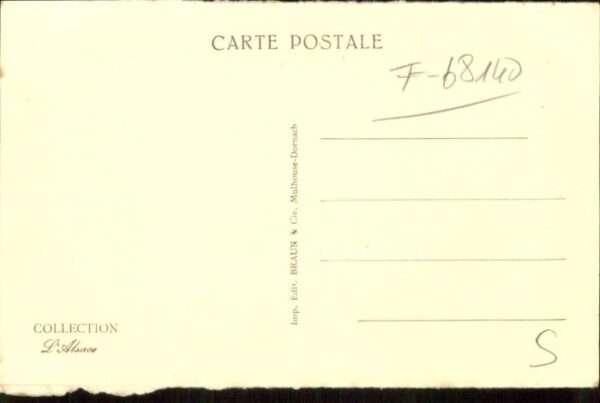 CARTE POSTALE
F-68140
Imp. Edit. BRAUN & Cie, Mulhouse-Dornach
COLLECTION
L'Alsace
S